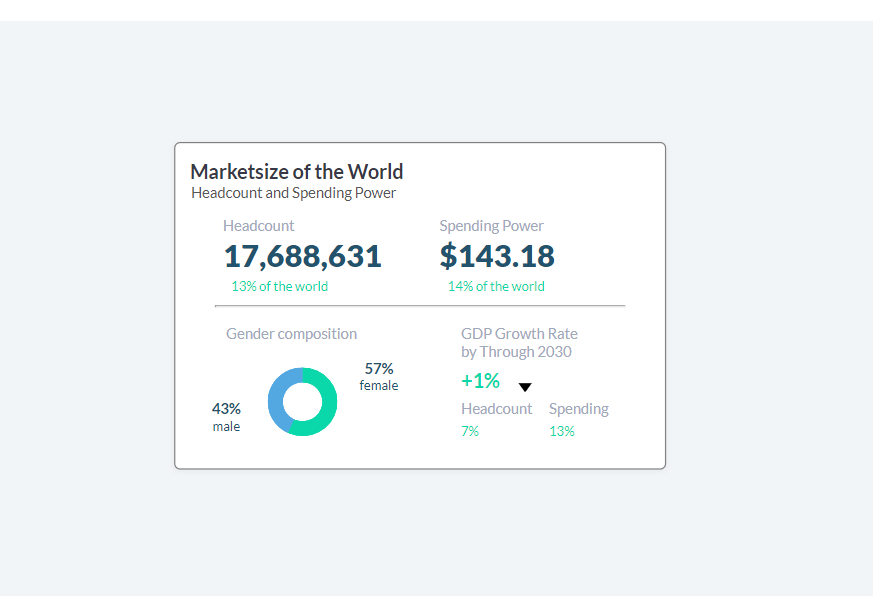 Marketsize of the World
Headcount and Spending Power
Headcount
Spending Power
17,688,631
$143.18
13% of the world
14% of the world
Gender composition
57%
female
43%
male
GDP Growth Rate
by Through 2030
+1%
Headcount
Spending
7%
13%